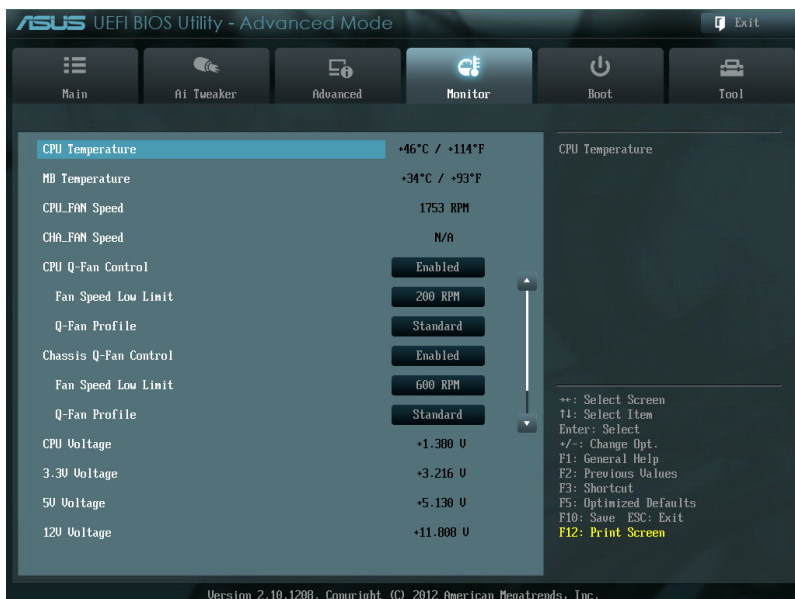 ASUS UEFI BIOS Utility - Advanced Mode
Exit
Main Ai Tweaker Advanced Monitor Boot Tool
CPU Temperature +46°C / +114°F
MB Temperature +34°C / +93°F
CPU_FAN Speed 1753 RPM
CHA_FAN Speed N/A
CPU Q-Fan Control Enabled
Fan Speed Low Limit 200 RPM
Q-Fan Profile Standard
Chassis Q-Fan Control Enabled
Fan Speed Low Limit 600 RPM
Q-Fan Profile Standard
CPU Voltage +1.380 V
3.3V Voltage +3.216 V
5V Voltage +5.130 V
12V Voltage +11.808 V
CPU Temperature
→←: Select Screen
↑↓: Select Item
Enter: Select
+/-: Change Opt.
F1: General Help
F2: Previous Values
F3: Shortcut
F5: Optimized Defaults
F10: Save ESC: Exit
F12: Print Screen
Version 2.10.1208. Copyright (C) 2012 American Megatrends, Inc.